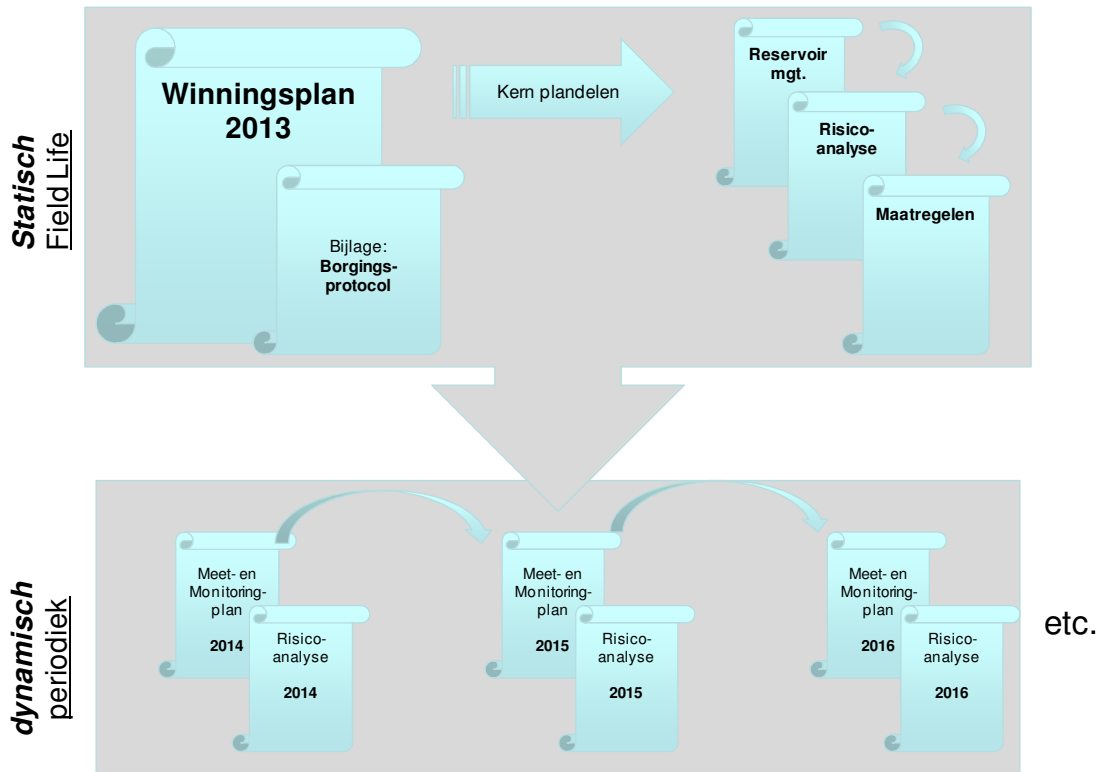 Statisch
Field Life
Winningsplan
2013
Bijlage:
Borgings-
protocol
Kern plandelen
Reservoir
mgt.
Risico-
analyse
Maatregelen
dynamisch
periodiek
Meet- en
Monitoring-
plan
2014
Risico-
analyse
2014
Meet- en
Monitoring-
plan
2015
Risico-
analyse
2015
Meet- en
Monitoring-
plan
2016
Risico-
analyse
2016
etc.